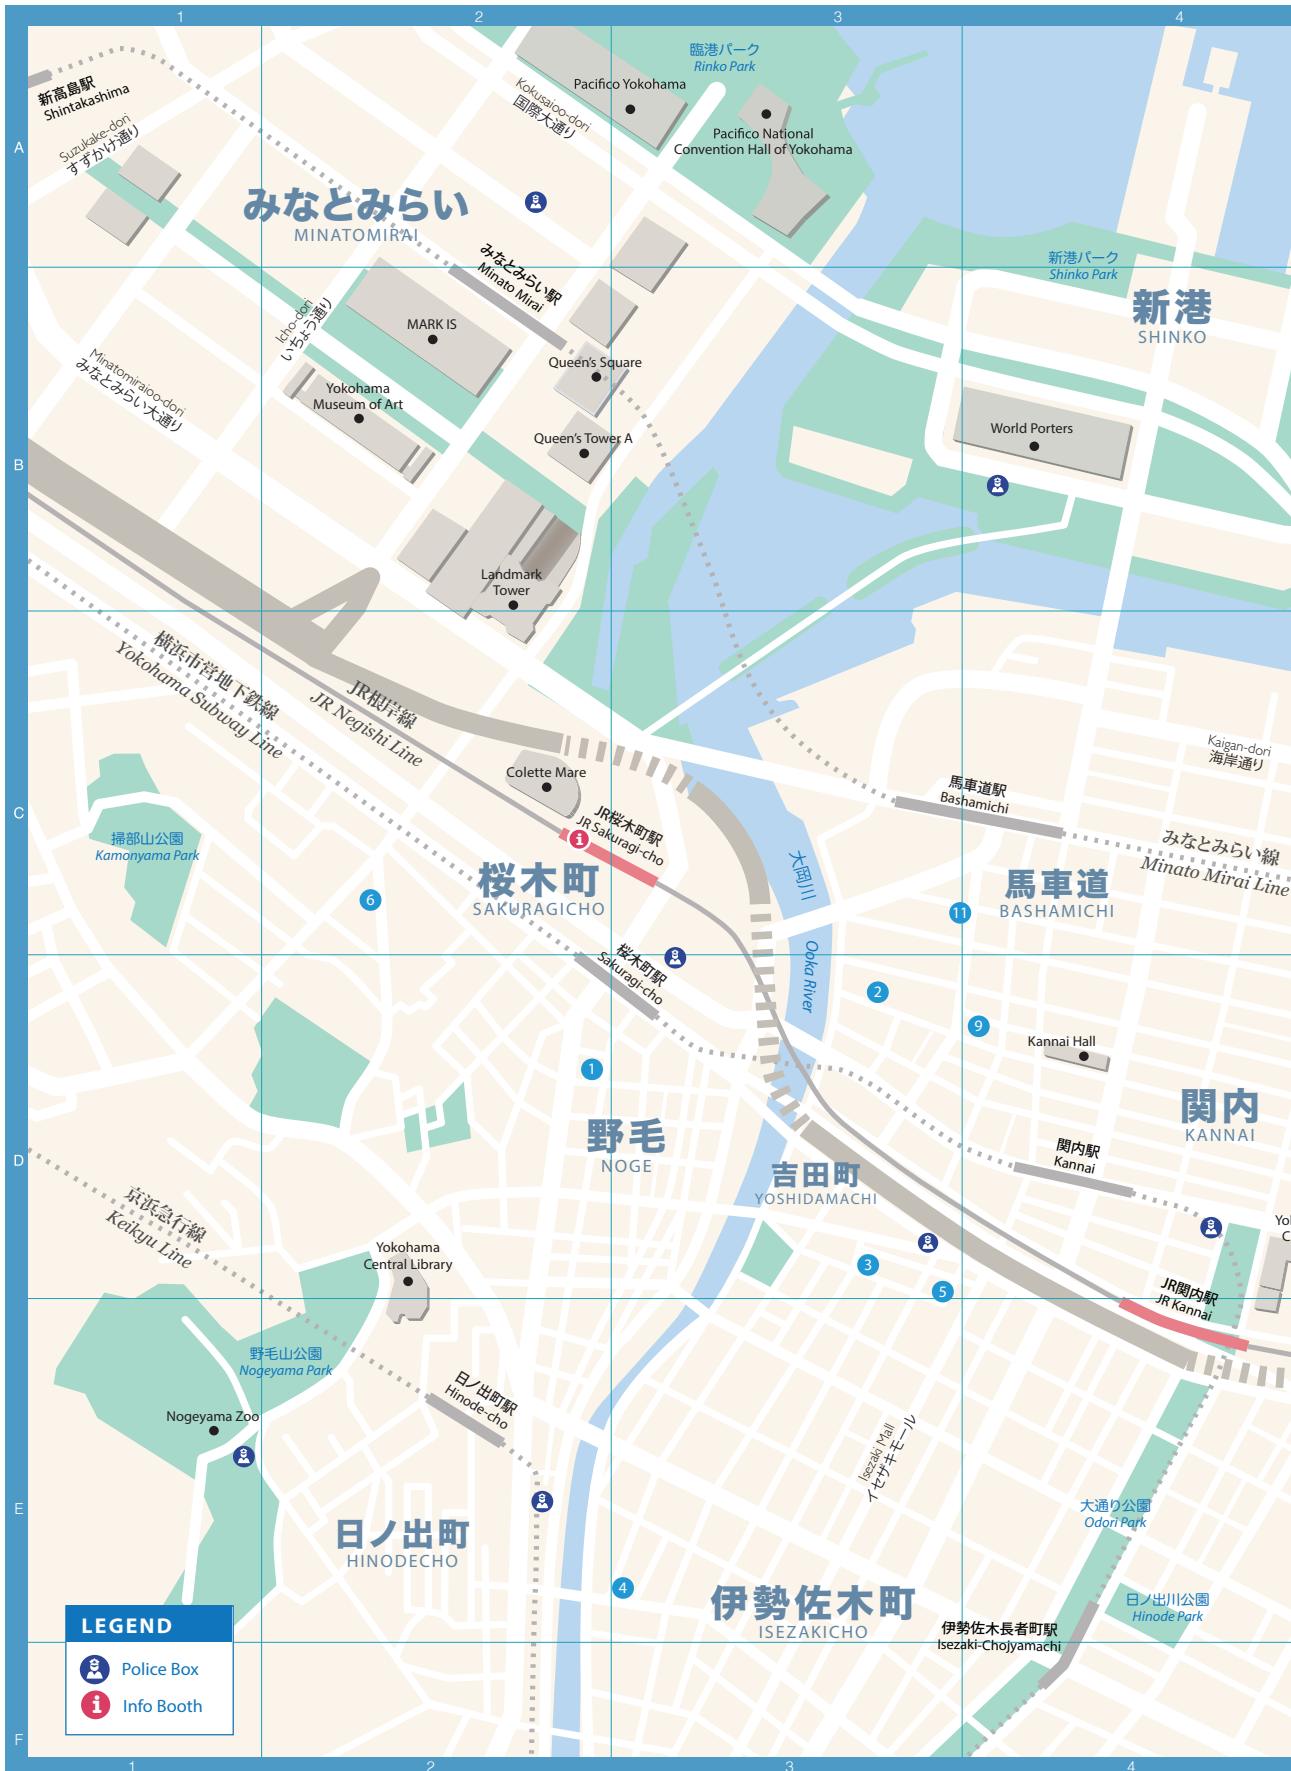 1
2
3
4
A
B
C
D
E
F
新高島駅
Shintakashima
Suzukake-dori
すずかけ通り
Kokusaioo-dori
国際大通り
Pacifico Yokohama
臨港パーク
Rinko Park
Pacifico National
Convention Hall of Yokohama
みなとみらい
MINATOMIRAI
みなとみらい駅
Minato Mirai
新港パーク
Shinko Park
新港
SHINKO
Icho-dori
いちょう通り
MARK IS
Minatomiraioo-dori
みなとみらい大通り
Yokohama
Museum of Art
Queen's Square
Queen's Tower A
World Porters
Landmark
Tower
横浜市営地下鉄線
Yokohama Subway Line
JR根岸線
JR Negishi Line
Kaigan-dori
海岸通り
Colette Mare
馬車道駅
Bashamichi
JR桜木町駅
JR Sakuragi-cho
掃部山公園
Kamonyama Park
桜木町
SAKURAGICHO
大岡川
Ooka River
馬車道
BASHAMICHI
みなとみらい線
Minato Mirai Line
6
11
桜木町駅
Sakuragi-cho
2
9
Kannai Hall
1
野毛
NOGE
関内
KANNAI
関内駅
Kannai
吉田町
YOSHIDAMACHI
京浜急行線
Keikyu Line
Yokohama
Central Library
3
5
Yo
C
JR関内駅
JR Kannai
野毛山公園
Nogeyama Park
日ノ出町駅
Hinode-cho
Nogeyama Zoo
Isezaki Mall
イセザキモール
大通り公園
Odori Park
日ノ出町
HINODECHO
4
伊勢佐木町
ISEZAKICHO
日ノ出川公園
Hinode Park
伊勢佐木長者町駅
Isezaki-Chojyamachi
LEGEND
Police Box
Info Booth
1
2
3
4